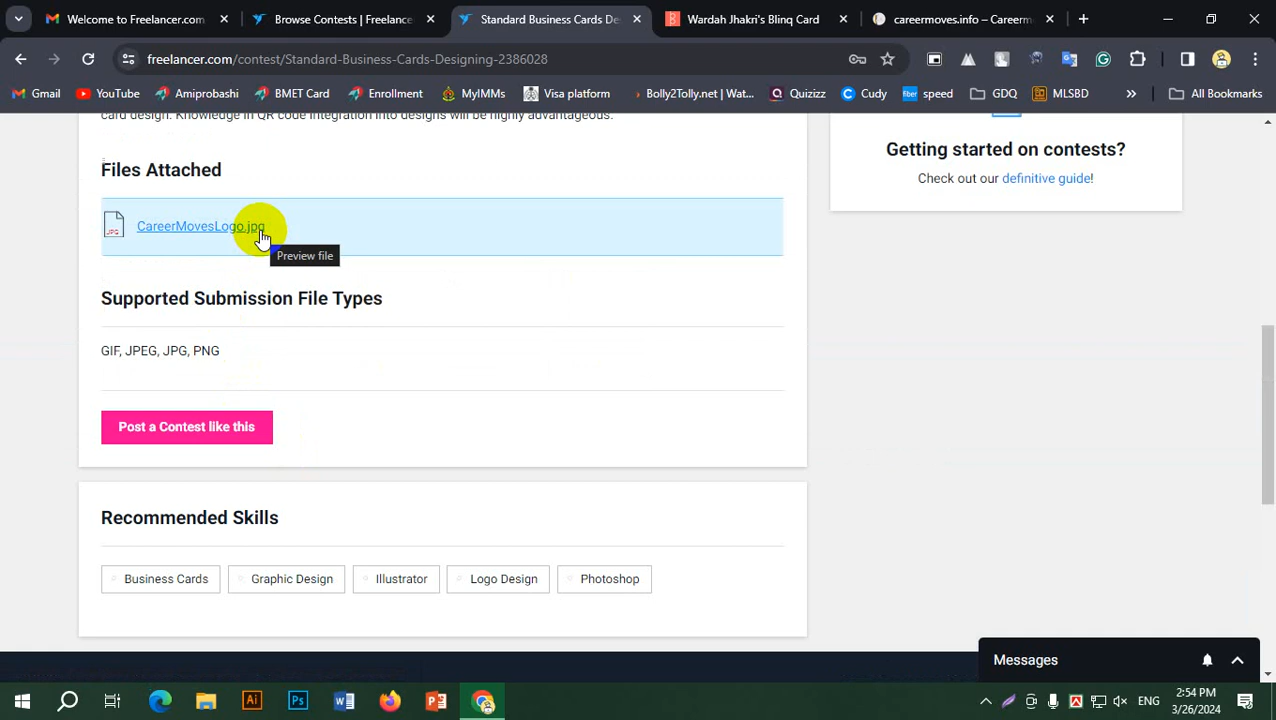 Welcome to Freelancer.com
Browse Contests | Freelance
Standard Business Cards De
Wardah Jhakri's Blinq Card
careermoves.info – Careerm
freelancer.com/contest/Standard-Business-Cards-Designing-2386028
Gmail
YouTube
Amiprobashi
BMET Card
Enrollment
MyIMMs
Visa platform
Bolly2Tolly.net | Wat...
Quizizz
Cudy
fiber
speed
GDQ
MLSBD
All Bookmarks
card design. Knowledge in QR code integration into designs will be highly advantageous.
Files Attached
JPG
CareerMovesLogo.jpg
Preview file
Supported Submission File Types
GIF, JPEG, JPG, PNG
Post a Contest like this
Recommended Skills
Business Cards
Graphic Design
Illustrator
Logo Design
Photoshop
Getting started on contests?
Check out our definitive guide!
Messages
Ai
Ps
ENG
2:54 PM
3/26/2024